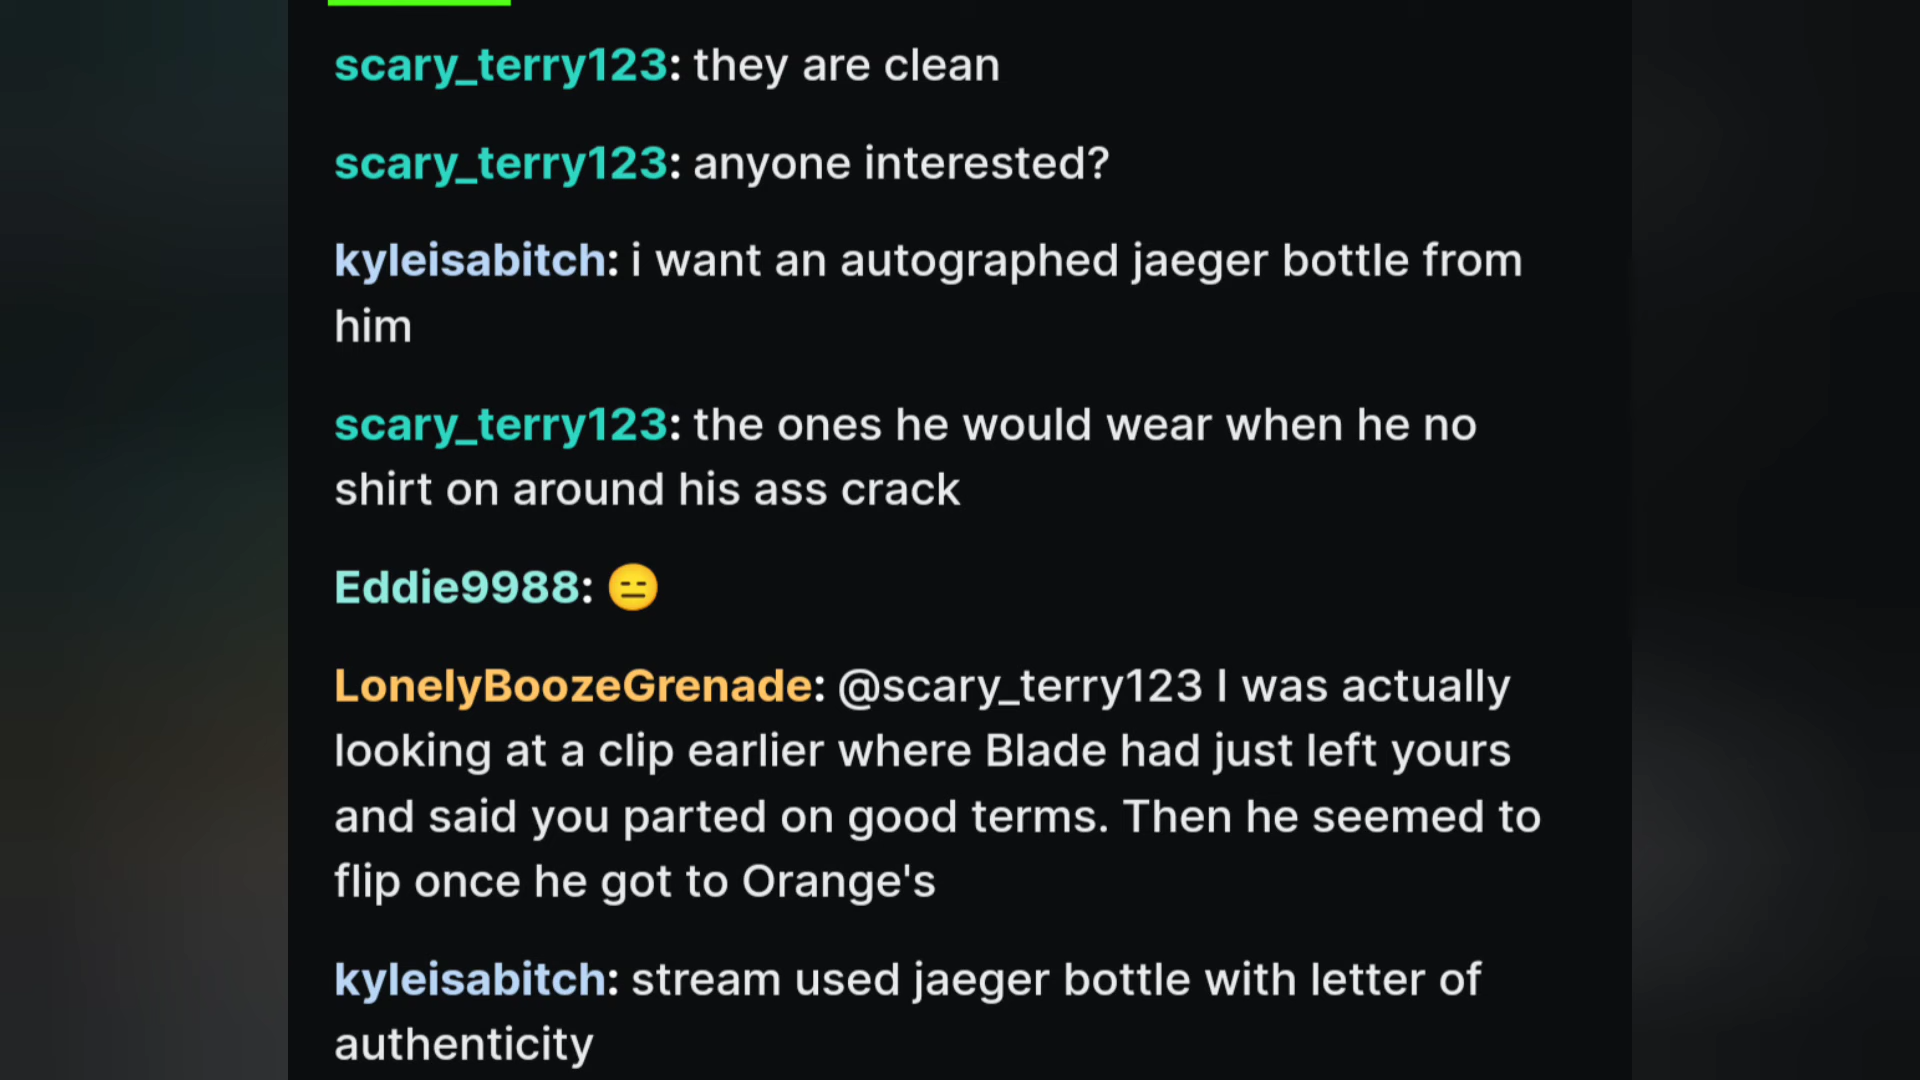 scary_terry123: they are clean
scary_terry123: anyone interested?
kyleisabitch: i want an autographed jaeger bottle from
him
scary_terry123: the ones he would wear when he no
shirt on around his ass crack
Eddie9988: 😑
LonelyBoozeGrenade: @scary_terry123 I was actually
looking at a clip earlier where Blade had just left yours
and said you parted on good terms. Then he seemed to
flip once he got to Orange's
kyleisabitch: stream used jaeger bottle with letter of
authenticity